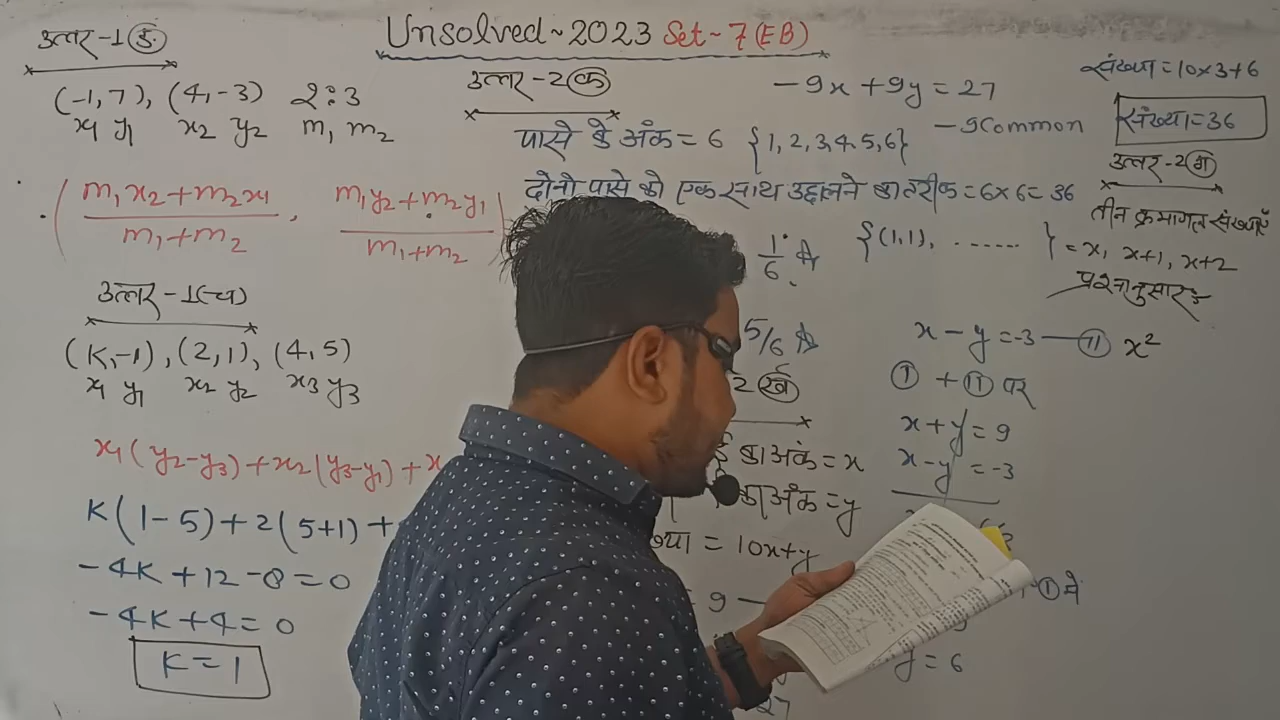 Unsolved~2023 Set~7(EB)
उत्तर-1(ङ)
(-1,7), (4,-3) 2:3
x1 y1 x2 y2 m1 m2
(m1x2+m2x1/m1+m2, m1y2+m2y1/m1+m2)
उत्तर-1(च)
(K,-1), (2,1), (4,5)
x1 y1 x2 y2 x3 y3
x1(y2-y3)+x2(y3-y1)+x
K(1-5)+2(5+1)+
-4K+12-8=0
-4K+4=0
K=1
उत्तर-2(क)
पासे के अंक=6 {1,2,3,4,5,6}
दोनो पासे को एक साथ उछालने का तरीक=6×6=36
{(1,1), ...... }
1/6
5/6
2(ख)
का अंक=x
का अंक=y
ख्या = 10x+y
= 9 —
27
-9x+9y=27
-9 Common
x-y=-3 —(II)
(I) + (II) पर
x+y=9
x-y=-3
(I) मे
y=6
संख्या=10×3+6
संख्या=36
उत्तर-2(ग)
तीन क्रमागत संख्याएँ
=x, x+1, x+2
प्रश्नानुसार
x²